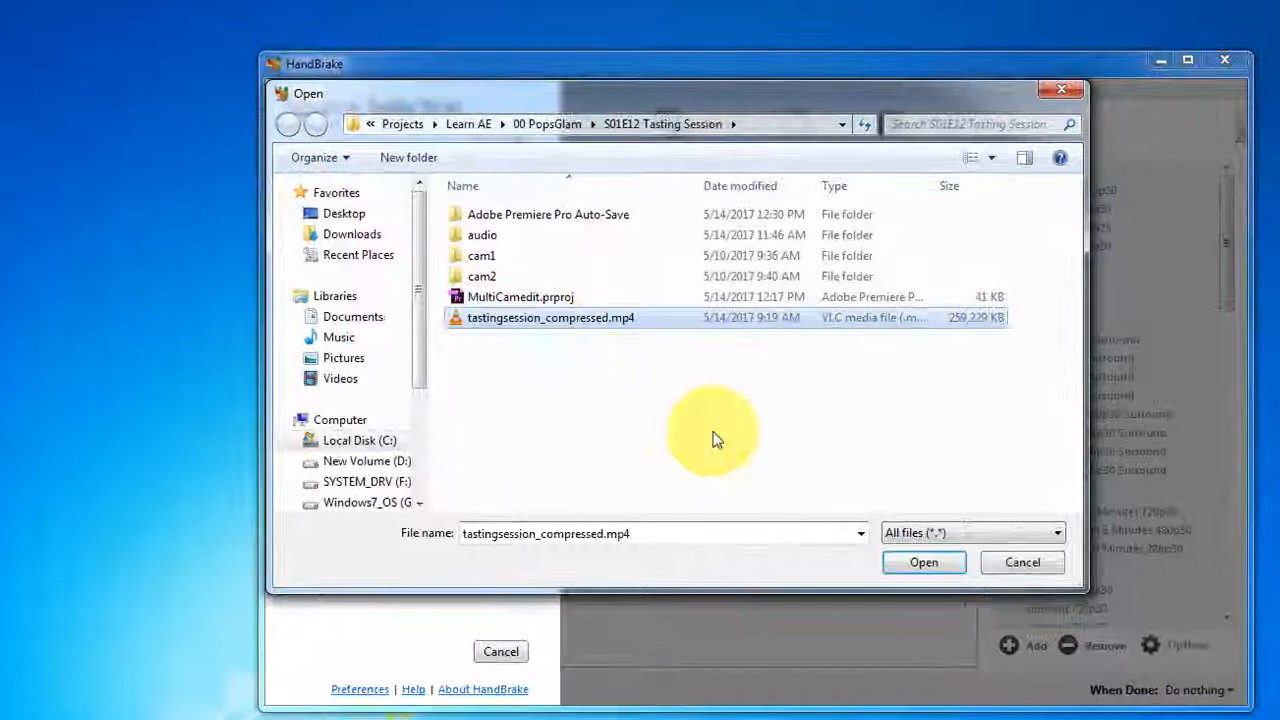 HandBrake
Open
« Projects Learn AE 00 PopsGlam S01E12 Tasting Session
Search S01E12 Tasting Session
Organize New folder
Name Date modified Type Size
Favorites
Desktop
Downloads
Recent Places
Libraries
Documents
Music
Pictures
Videos
Computer
Local Disk (C:)
New Volume (D:)
SYSTEM_DRV (F:)
Windows7_OS (G
Adobe Premiere Pro Auto-Save 5/14/2017 12:30 PM File folder
audio 5/14/2017 11:46 AM File folder
cam1 5/10/2017 9:36 AM File folder
cam2 5/10/2017 9:40 AM File folder
MultiCamedit.prproj 5/14/2017 12:17 PM Adobe Premiere P... 41 KB
tastingsession_compressed.mp4 5/14/2017 9:19 AM VLC media file (.m... 259,229 KB
File name: tastingsession_compressed.mp4
All files (*.*)
Open Cancel
Cancel
Preferences | Help | About HandBrake
Add Remove Options
When Done: Do nothing